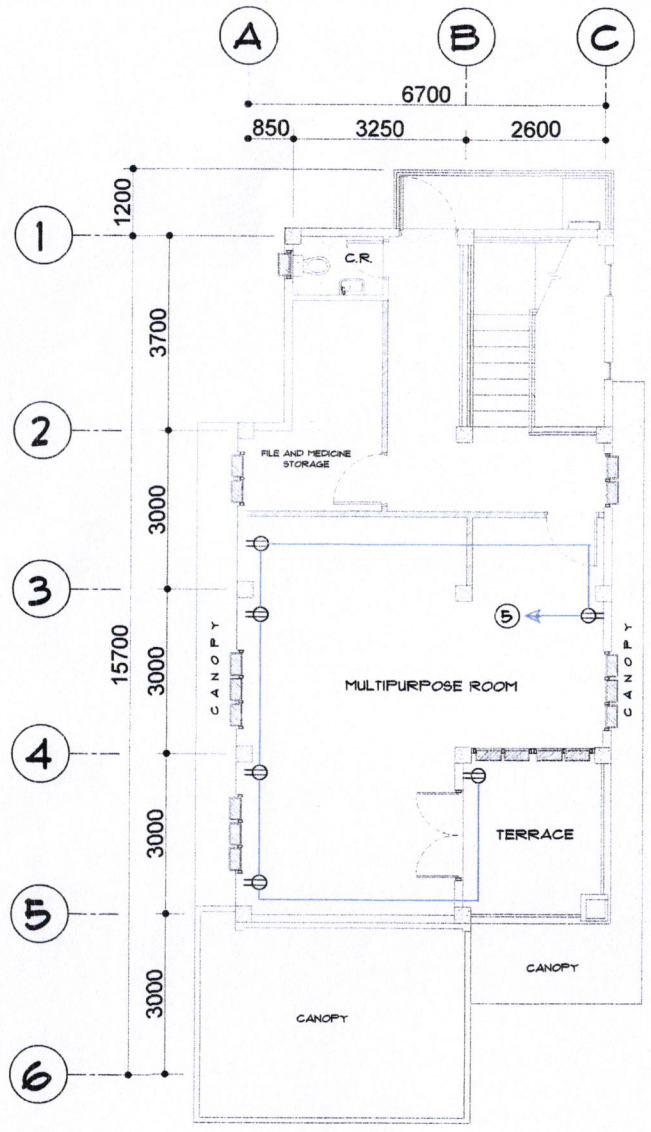 A
B
C
6700
850
3250
2600
1200
1
C.R.
3700
2
FILE AND MEDICINE
STORAGE
3000
3
5
15700
CANOPY
3000
MULTIPURPOSE ROOM
CANOPY
4
3000
TERRACE
5
CANOPY
3000
CANOPY
6